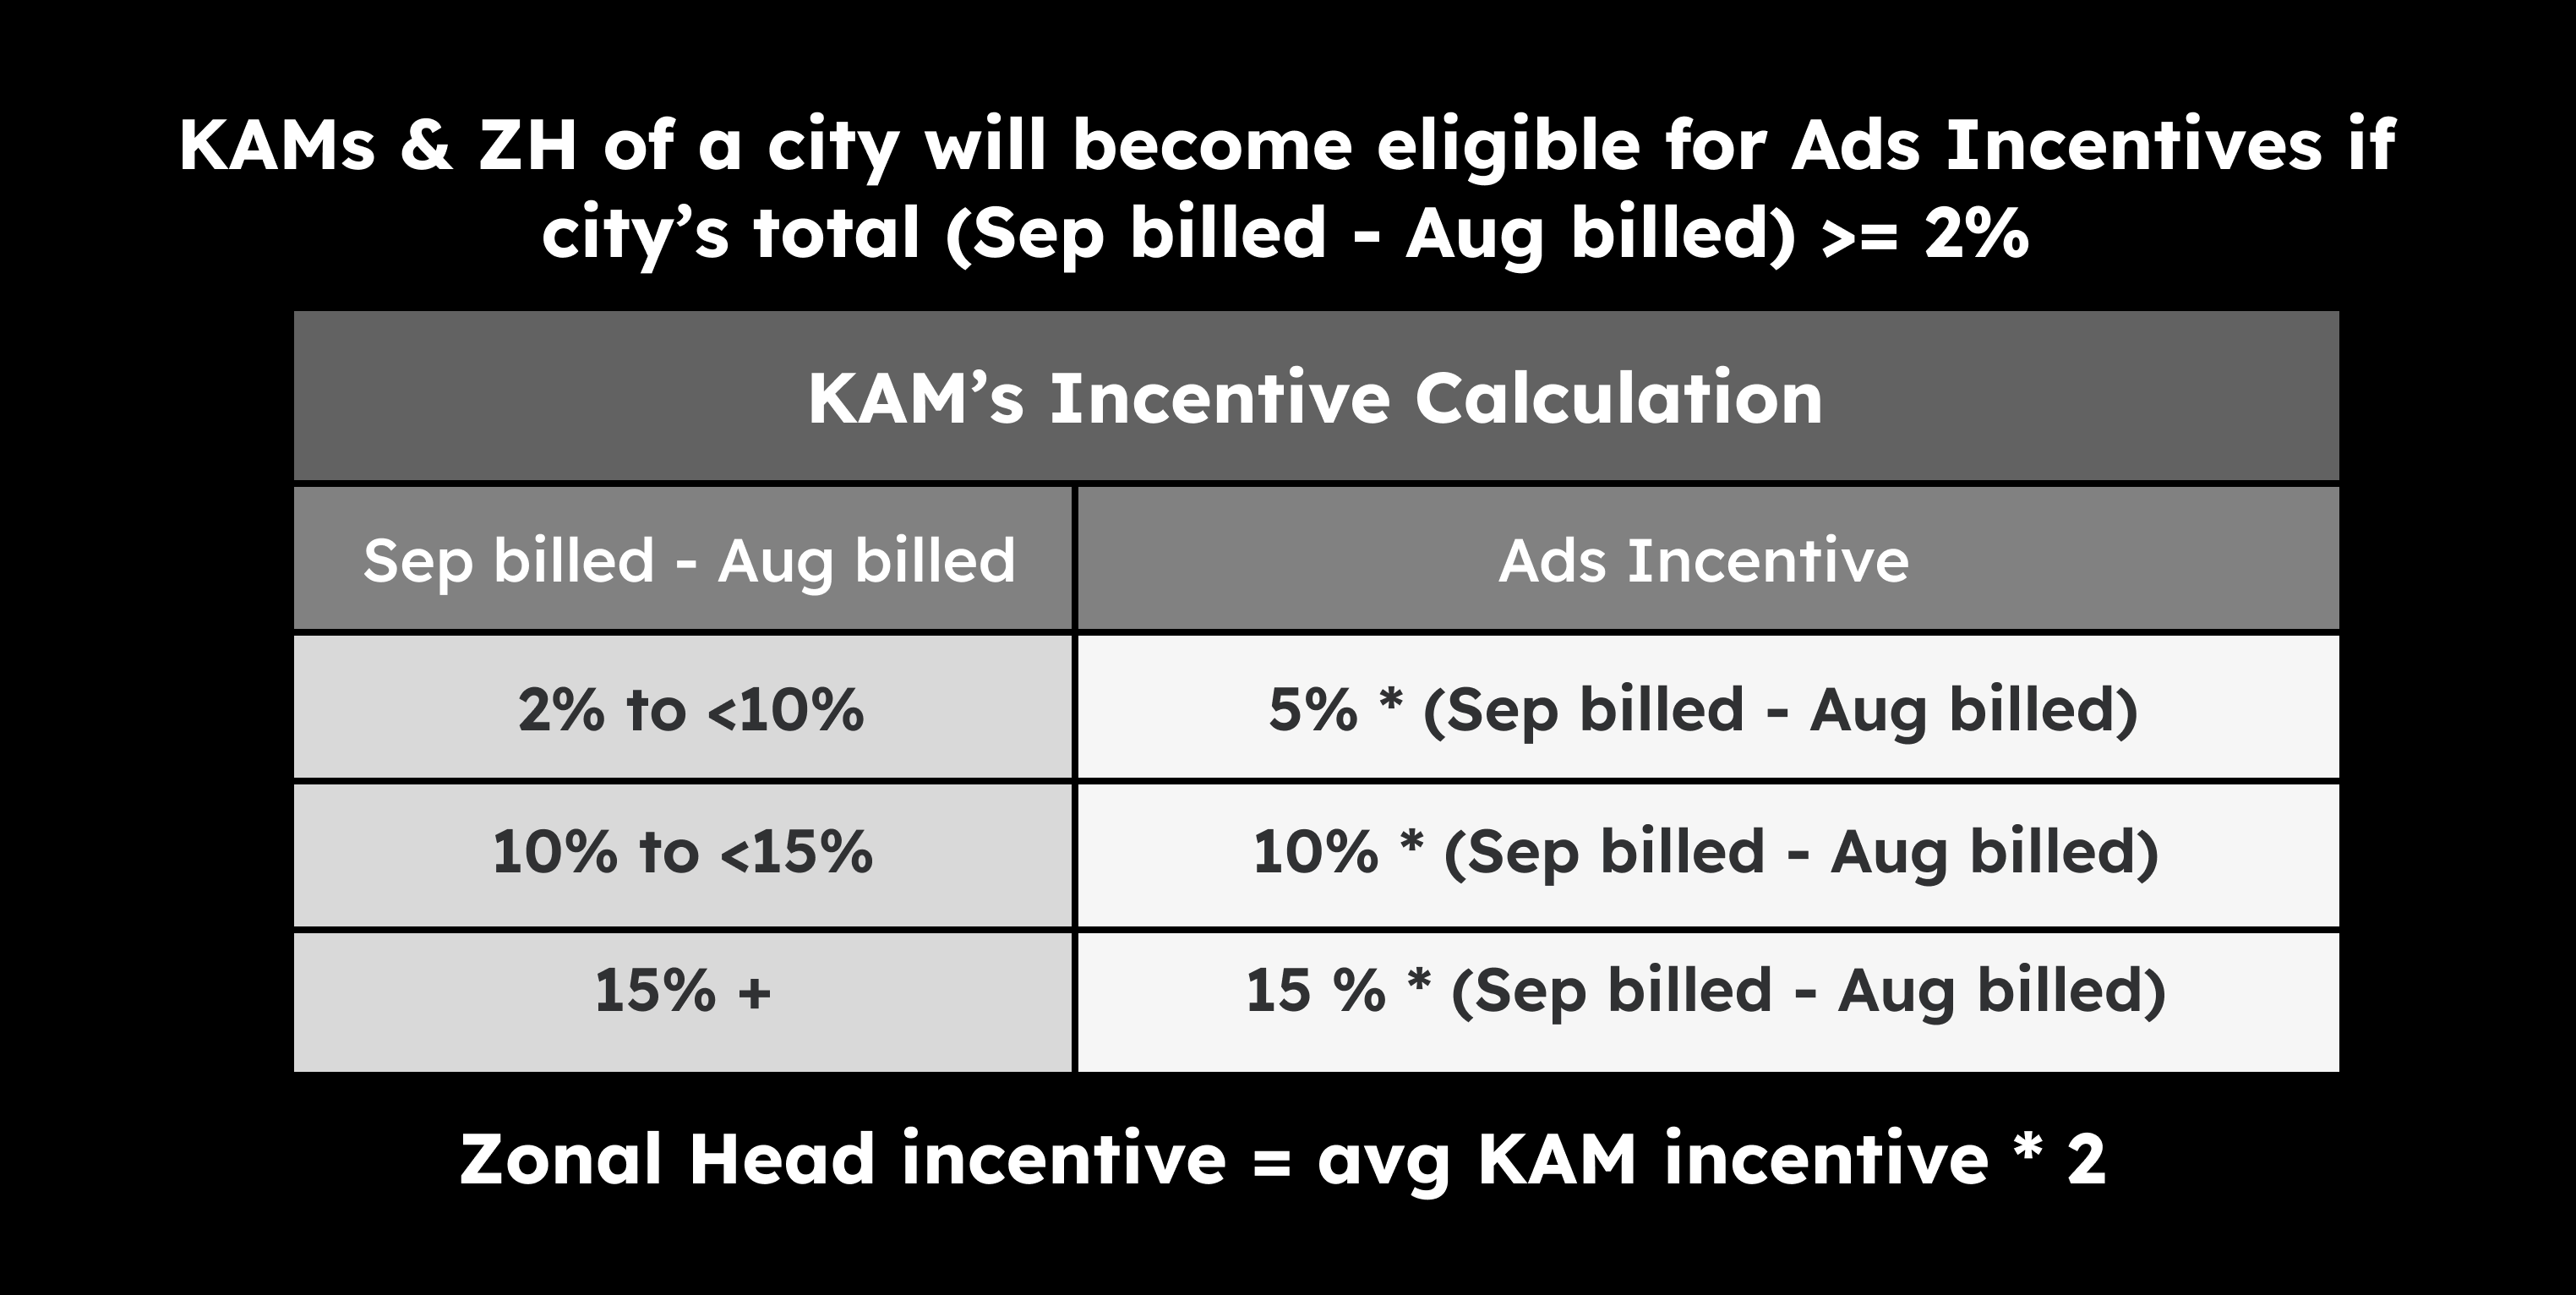 KAMs & ZH of a city will become eligible for Ads Incentives if
city’s total (Sep billed - Aug billed) >= 2%
KAM’s Incentive Calculation
Sep billed - Aug billed
Ads Incentive
2% to <10%
5% * (Sep billed - Aug billed)
10% to <15%
10% * (Sep billed - Aug billed)
15% +
15 % * (Sep billed - Aug billed)
Zonal Head incentive = avg KAM incentive * 2